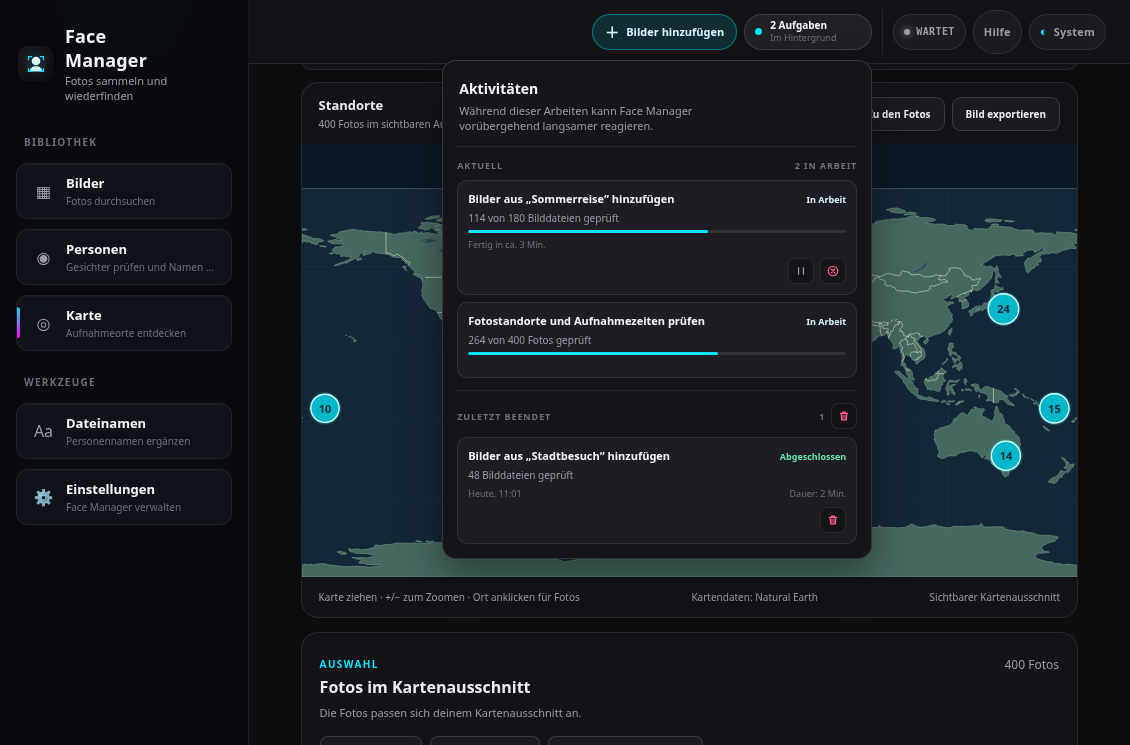 Face
Manager
Fotos sammeln und
wiederfinden
BIBLIOTHEK
Bilder
Fotos durchsuchen
Personen
Gesichter prüfen und Namen ...
Karte
Aufnahmeorte entdecken
WERKZEUGE
Aa
Dateinamen
Personennamen ergänzen
Einstellungen
Face Manager verwalten
+ Bilder hinzufügen
2 Aufgaben
Im Hintergrund
WARTET
Hilfe
System
Standorte
400 Fotos im sichtbaren
Zu den Fotos
Bild exportieren
Aktivitäten
Während dieser Arbeiten kann Face Manager
vorübergehend langsamer reagieren.
AKTUELL
2 IN ARBEIT
Bilder aus „Sommerreise“ hinzufügen
In Arbeit
114 von 180 Bilddateien geprüft
Fertig in ca. 3 Min.
Fotostandorte und Aufnahmezeiten prüfen
In Arbeit
264 von 400 Fotos geprüft
ZULETZT BEENDET
1
Bilder aus „Stadtbesuch“ hinzufügen
Abgeschlossen
48 Bilddateien geprüft
Heute, 11:01
Dauer: 2 Min.
24
10
15
14
Karte ziehen · +/− zum Zoomen · Ort anklicken für Fotos
Kartendaten: Natural Earth
Sichtbarer Kartenausschnitt
AUSWAHL
400 Fotos
Fotos im Kartenausschnitt
Die Fotos passen sich deinem Kartenausschnitt an.